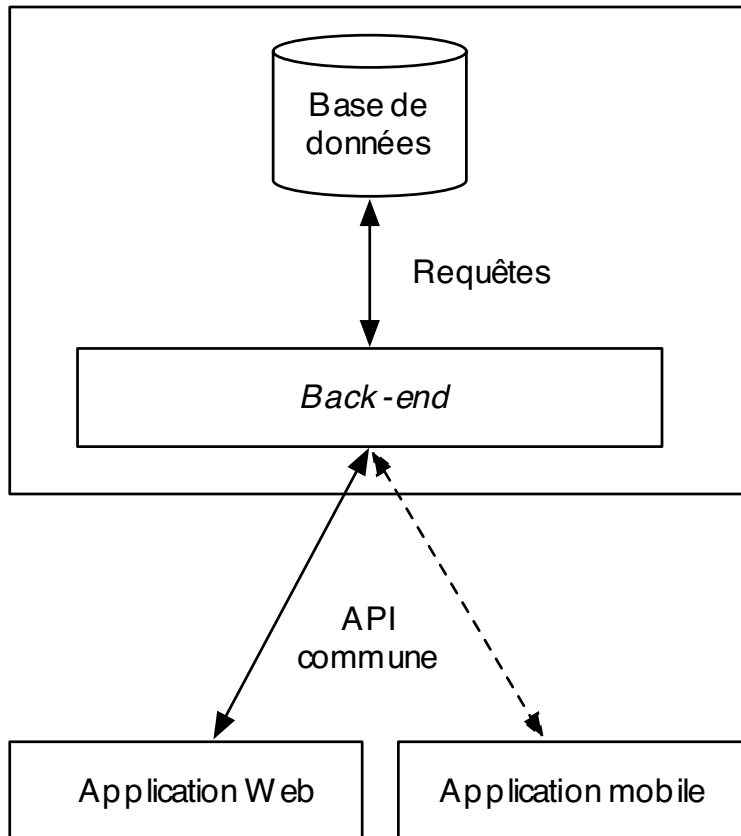 Base de
données
Requêtes
Back-end
API
commune
Application Web
Application mobile